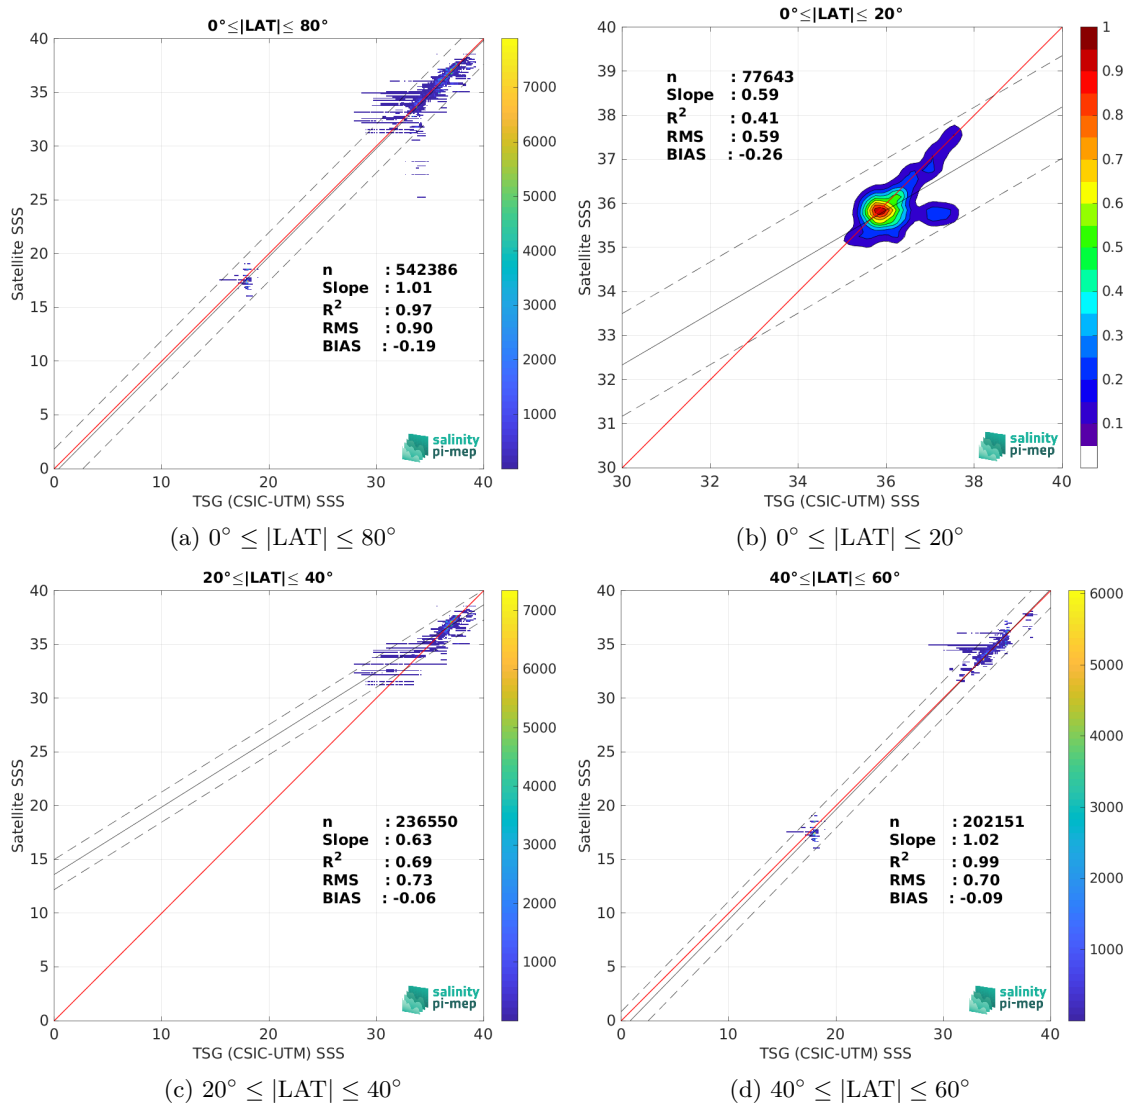 0°≤|LAT|≤ 80°
Satellite SSS
40
35
30
25
20
15
10
5
0
0 10 20 30 40
TSG (CSIC-UTM) SSS
n : 542386
Slope : 1.01
R² : 0.97
RMS : 0.90
BIAS : -0.19
salinity
pi-mep
7000
6000
5000
4000
3000
2000
1000
(a) 0° ≤ |LAT| ≤ 80°
0°≤|LAT|≤ 20°
Satellite SSS
40
39
38
37
36
35
34
33
32
31
30
30 32 34 36 38 40
TSG (CSIC-UTM) SSS
n : 77643
Slope : 0.59
R² : 0.41
RMS : 0.59
BIAS : -0.26
salinity
pi-mep
1
0.9
0.8
0.7
0.6
0.5
0.4
0.3
0.2
0.1
(b) 0° ≤ |LAT| ≤ 20°
20°≤|LAT|≤ 40°
Satellite SSS
40
35
30
25
20
15
10
5
0
0 10 20 30 40
TSG (CSIC-UTM) SSS
n : 236550
Slope : 0.63
R² : 0.69
RMS : 0.73
BIAS : -0.06
salinity
pi-mep
7000
6000
5000
4000
3000
2000
1000
(c) 20° ≤ |LAT| ≤ 40°
40°≤|LAT|≤ 60°
Satellite SSS
40
35
30
25
20
15
10
5
0
0 10 20 30 40
TSG (CSIC-UTM) SSS
n : 202151
Slope : 1.02
R² : 0.99
RMS : 0.70
BIAS : -0.09
salinity
pi-mep
6000
5000
4000
3000
2000
1000
(d) 40° ≤ |LAT| ≤ 60°